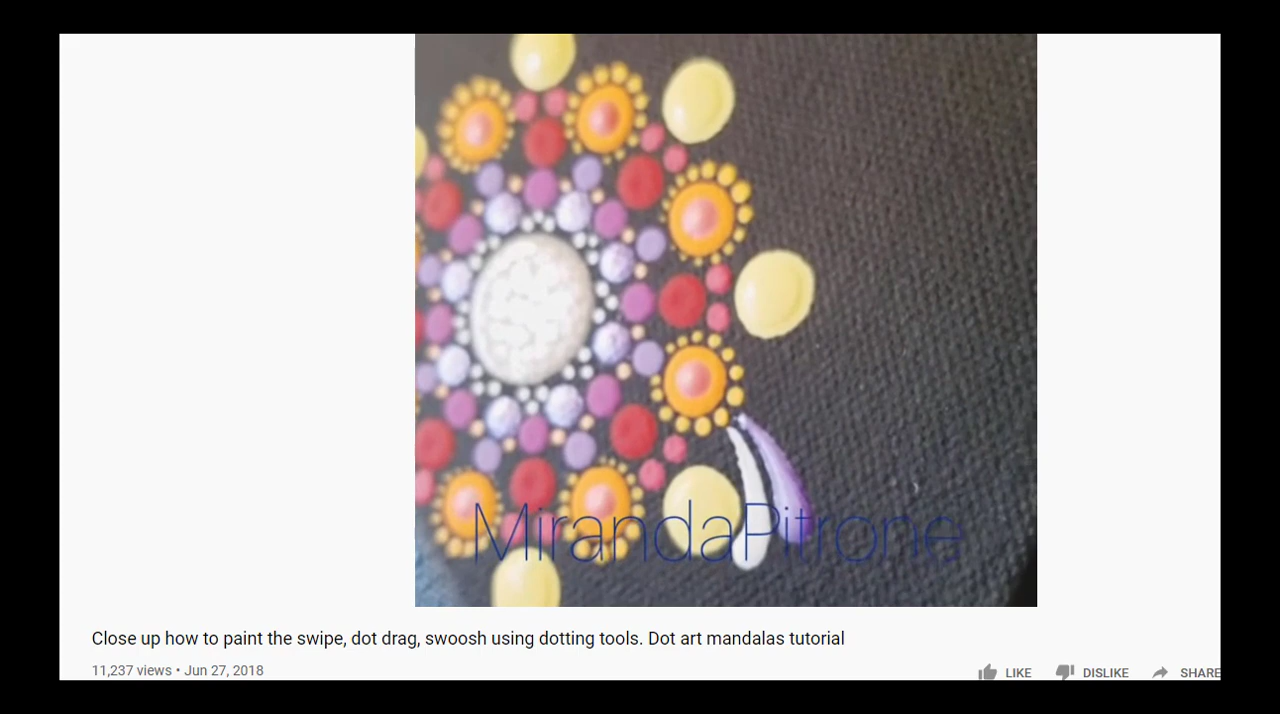 MirandaPitrone
Close up how to paint the swipe, dot drag, swoosh using dotting tools. Dot art mandalas tutorial
11,237 views • Jun 27, 2018
LIKE DISLIKE SHARE